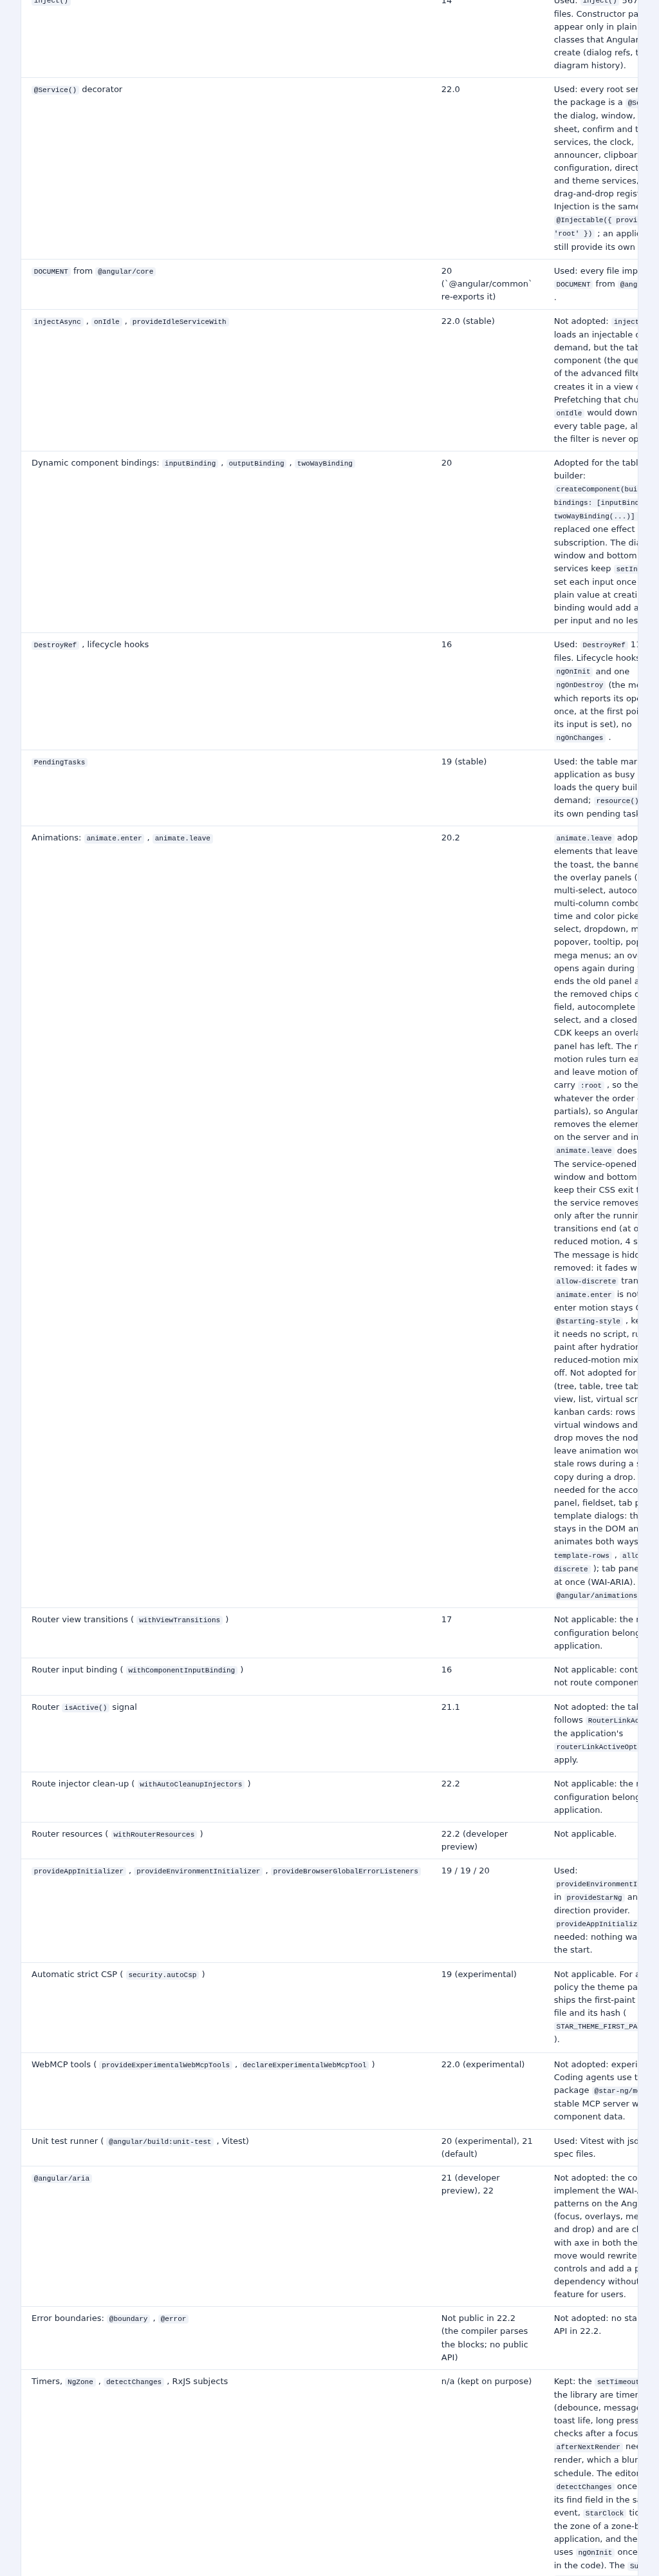 inject()
14
Used: inject() 567
files. Constructor pa
appear only in plain
classes that Angular
create (dialog refs, t
diagram history).
@Service() decorator
22.0
Used: every root ser
the package is a @Se
the dialog, window,
sheet, confirm and t
services, the clock,
announcer, clipboar
configuration, direct
and theme services,
drag-and-drop regis
Injection is the same
@Injectable({ provi
'root' }) ; an applic
still provide its own
DOCUMENT from @angular/core
20
(`@angular/common`
re-exports it)
Used: every file imp
DOCUMENT from @ang
.
injectAsync , onIdle , provideIdleServiceWith
22.0 (stable)
Not adopted: inject
loads an injectable o
demand, but the tab
component (the que
of the advanced filte
creates it in a view c
Prefetching that chu
onIdle would down
every table page, al
the filter is never op
Dynamic component bindings: inputBinding , outputBinding , twoWayBinding
20
Adopted for the tabl
builder:
createComponent(bui
bindings: [inputBind
twoWayBinding(...)]
replaced one effect
subscription. The dia
window and bottom
services keep setIn
set each input once
plain value at creati
binding would add a
per input and no les
DestroyRef , lifecycle hooks
16
Used: DestroyRef 11
files. Lifecycle hooks
ngOnInit and one
ngOnDestroy (the mo
which reports its ope
once, at the first poi
its input is set), no
ngOnChanges .
PendingTasks
19 (stable)
Used: the table mar
application as busy
loads the query buil
demand; resource()
its own pending task
Animations: animate.enter , animate.leave
20.2
animate.leave adop
elements that leave
the toast, the banne
the overlay panels (
multi-select, autoco
multi-column combo
time and color picke
select, dropdown, m
popover, tooltip, pop
mega menus; an ov
opens again during
ends the old panel a
the removed chips o
field, autocomplete
select, and a closed
CDK keeps an overla
panel has left. The r
motion rules turn ea
and leave motion of
carry :root , so the
whatever the order
partials), so Angular
removes the elemen
on the server and in
animate.leave does
The service-opened
window and bottom
keep their CSS exit t
the service removes
only after the runnin
transitions end (at o
reduced motion, 4 s
The message is hidd
removed: it fades w
allow-discrete tran
animate.enter is not
enter motion stays C
@starting-style , ke
it needs no script, ru
paint after hydration
reduced-motion mix
off. Not adopted for
(tree, table, tree tab
view, list, virtual scr
kanban cards: rows
virtual windows and
drop moves the nod
leave animation wou
stale rows during a s
copy during a drop.
needed for the acco
panel, fieldset, tab p
template dialogs: th
stays in the DOM an
animates both ways
template-rows , allo
discrete ); tab pane
at once (WAI-ARIA).
@angular/animations
Router view transitions ( withViewTransitions )
17
Not applicable: the r
configuration belong
application.
Router input binding ( withComponentInputBinding )
16
Not applicable: cont
not route componen
Router isActive() signal
21.1
Not adopted: the tab
follows RouterLinkAc
the application's
routerLinkActiveOpt
apply.
Route injector clean-up ( withAutoCleanupInjectors )
22.2
Not applicable: the r
configuration belong
application.
Router resources ( withRouterResources )
22.2 (developer
preview)
Not applicable.
provideAppInitializer , provideEnvironmentInitializer , provideBrowserGlobalErrorListeners
19 / 19 / 20
Used:
provideEnvironmentI
in provideStarNg an
direction provider.
provideAppInitializ
needed: nothing wa
the start.
Automatic strict CSP ( security.autoCsp )
19 (experimental)
Not applicable. For a
policy the theme pa
ships the first-paint
file and its hash (
STAR_THEME_FIRST_PA
).
WebMCP tools ( provideExperimentalWebMcpTools , declareExperimentalWebMcpTool )
22.0 (experimental)
Not adopted: experi
Coding agents use t
package @star-ng/mc
stable MCP server w
component data.
Unit test runner ( @angular/build:unit-test , Vitest)
20 (experimental), 21
(default)
Used: Vitest with jsd
spec files.
@angular/aria
21 (developer
preview), 22
Not adopted: the co
implement the WAI-A
patterns on the Ang
(focus, overlays, me
and drop) and are ch
with axe in both the
move would rewrite
controls and add a p
dependency without
feature for users.
Error boundaries: @boundary , @error
Not public in 22.2
(the compiler parses
the blocks; no public
API)
Not adopted: no sta
API in 22.2.
Timers, NgZone , detectChanges , RxJS subjects
n/a (kept on purpose)
Kept: the setTimeout
the library are timer
(debounce, message
toast life, long press
checks after a focus
afterNextRender nee
render, which a blur
schedule. The editor
detectChanges once
its find field in the sa
event, StarClock tic
the zone of a zone-b
application, and the
uses ngOnInit once
in the code). The Su